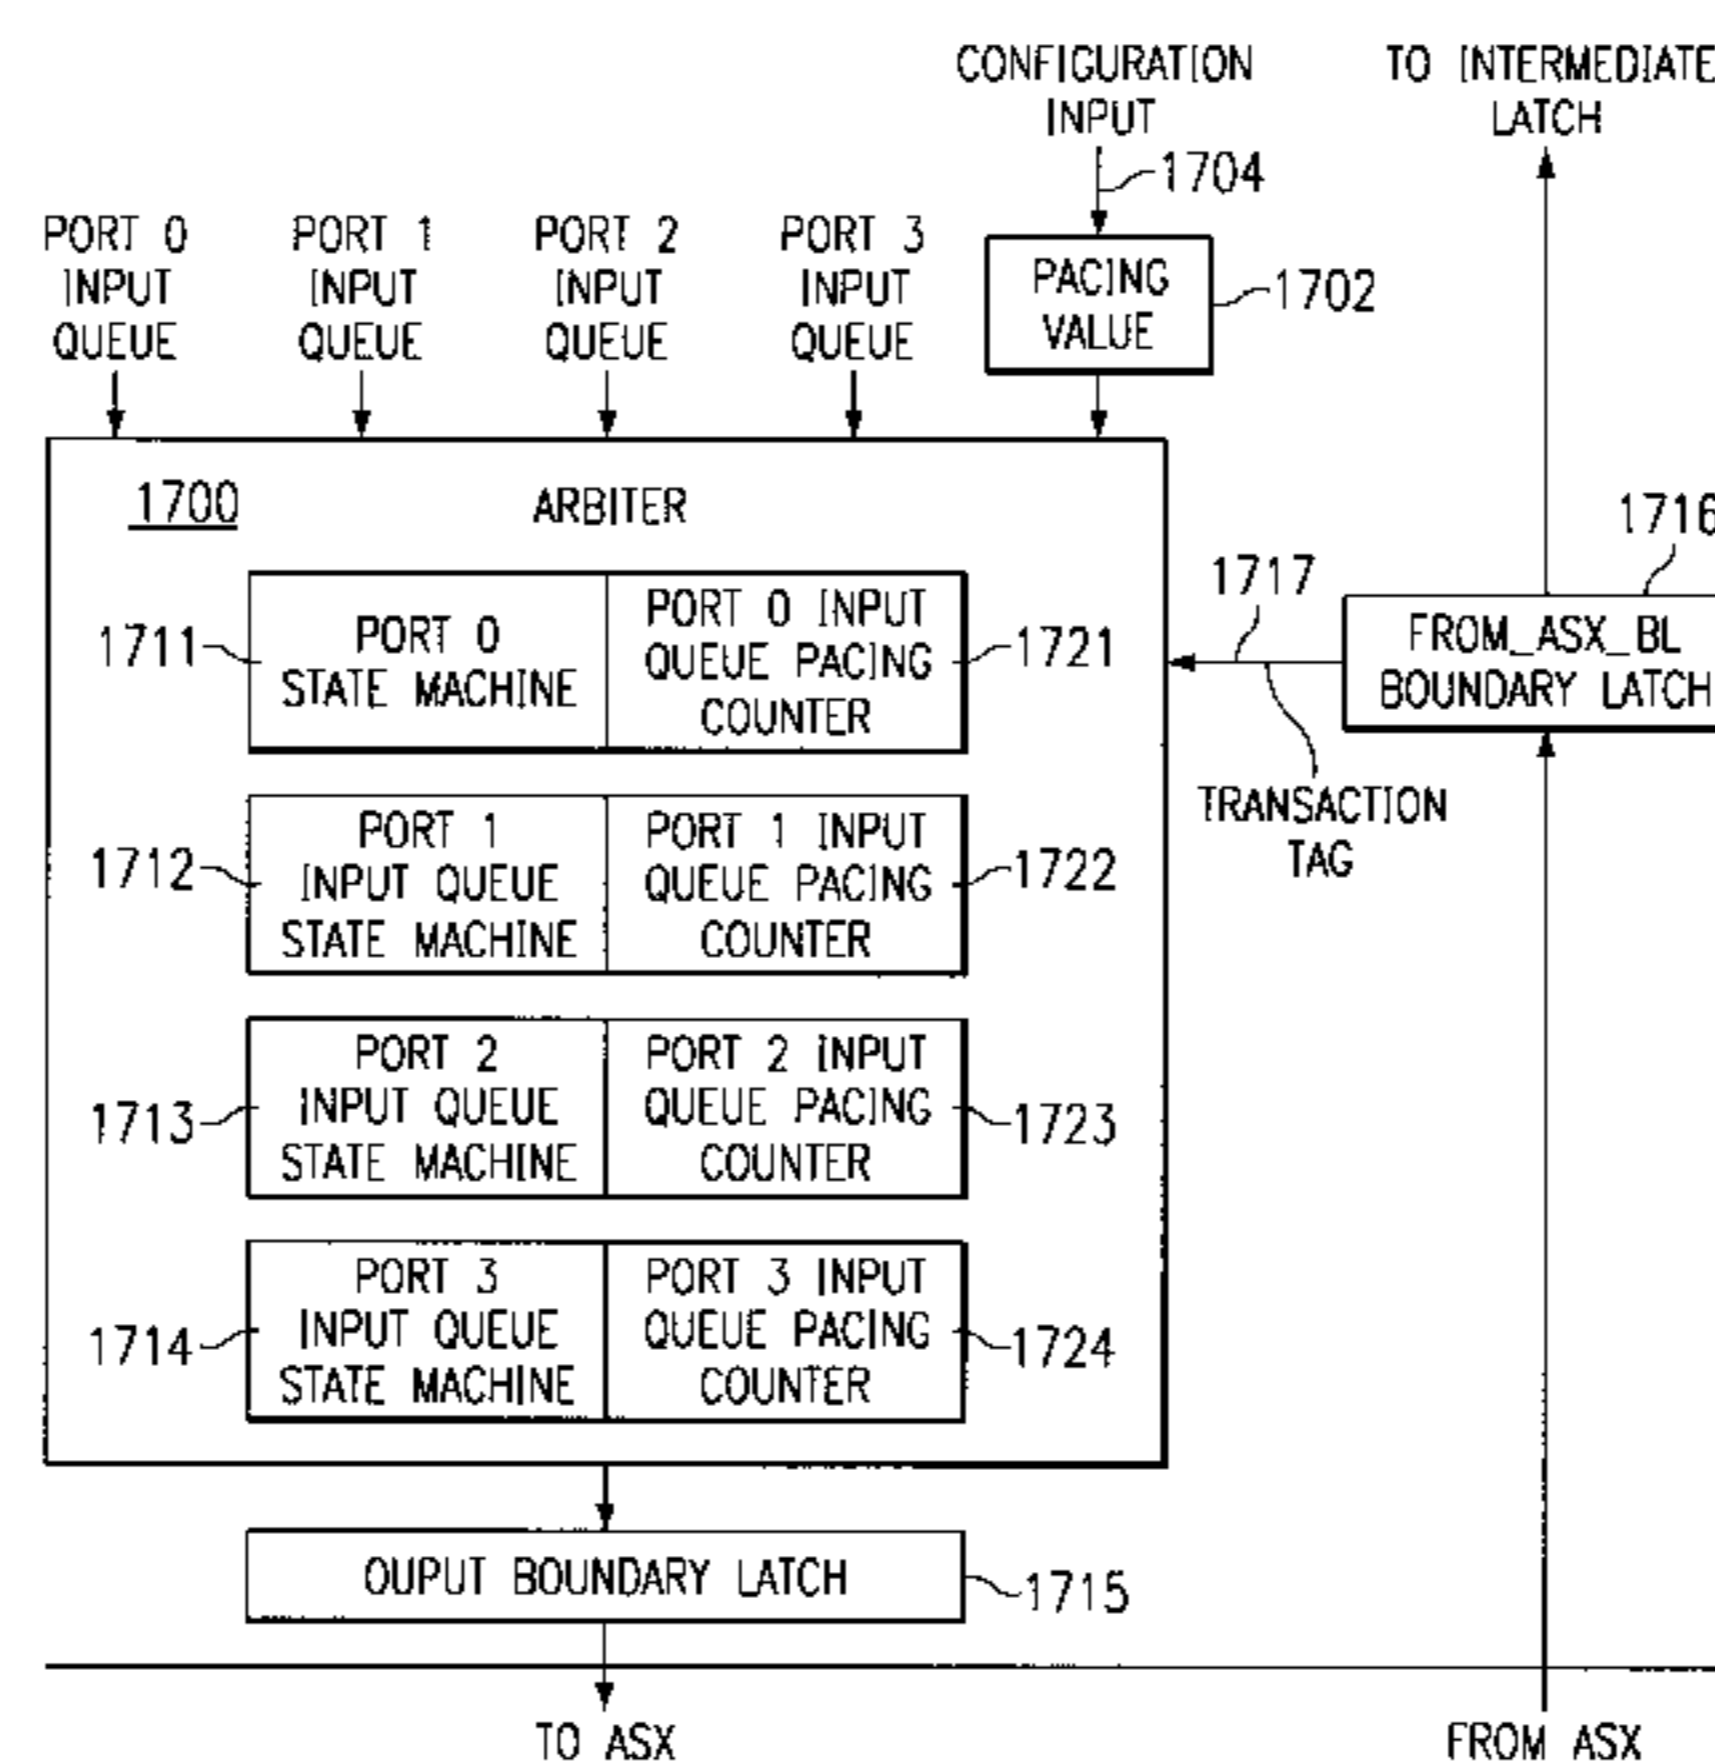 CONFIGURATION
INPUT
TO INTERMEDIATE
LATCH
1704
PORT 0
INPUT
QUEUE
PORT 1
INPUT
QUEUE
PORT 2
INPUT
QUEUE
PORT 3
INPUT
QUEUE
PACING
VALUE
1702
1700
ARBITER
1716
1717
PORT 0
STATE MACHINE
PORT 0 INPUT
QUEUE PACING
COUNTER
1711
1721
FROM_ASX_BL
BOUNDARY LATCH
TRANSACTION
TAG
PORT 1
INPUT QUEUE
STATE MACHINE
PORT 1 INPUT
QUEUE PACING
COUNTER
1712
1722
PORT 2
INPUT QUEUE
STATE MACHINE
PORT 2 INPUT
QUEUE PACING
COUNTER
1713
1723
PORT 3
INPUT QUEUE
STATE MACHINE
PORT 3 INPUT
QUEUE PACING
COUNTER
1714
1724
OUPUT BOUNDARY LATCH
1715
TO ASX
FROM ASX